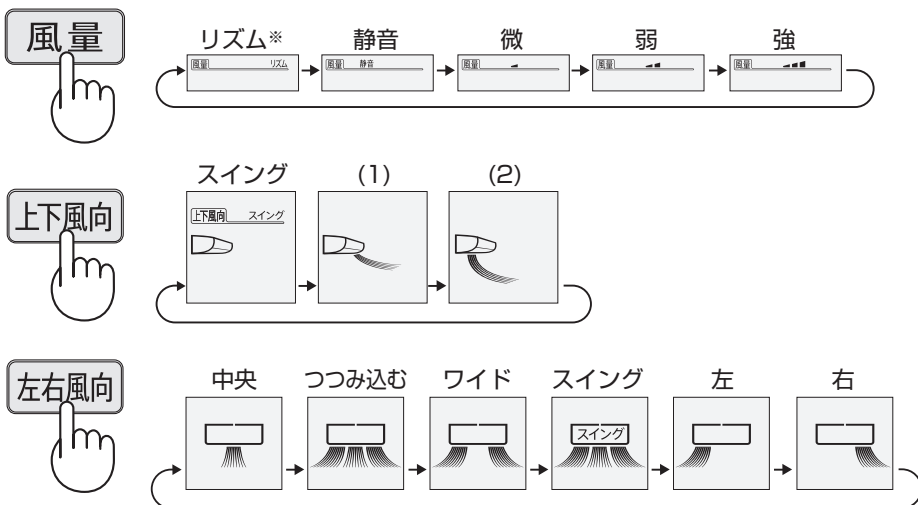 風量
リズム※ 静音 微 弱 強
風量 リズム 風量 静音 風量 風量 風量
上下風向
スイング (1) (2)
上下風向 スイング
左右風向
中央 つつみ込む ワイド スイング 左 右
スイング